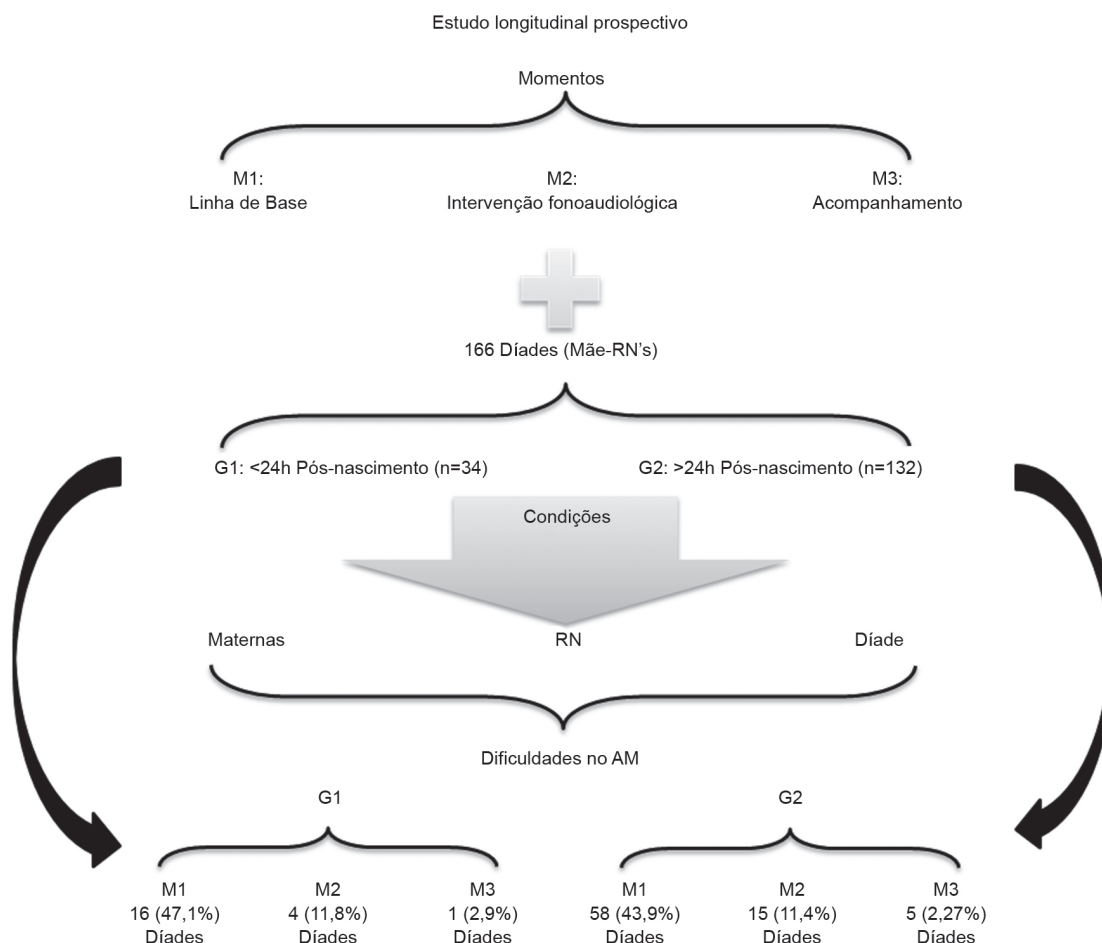 Estudo longitudinal prospectivo
Momentos
M1:
Linha de Base
M2:
Intervenção fonoaudiológica
M3:
Acompanhamento
166 Díades (Mãe-RN's)
G1: <24h Pós-nascimento (n=34)
G2: >24h Pós-nascimento (n=132)
Condições
Maternas
RN
Díade
Dificuldades no AM
G1
G2
M1
16 (47,1%)
Díades
M2
4 (11,8%)
Díades
M3
1 (2,9%)
Díades
M1
58 (43,9%)
Díades
M2
15 (11,4%)
Díades
M3
5 (2,27%)
Díades